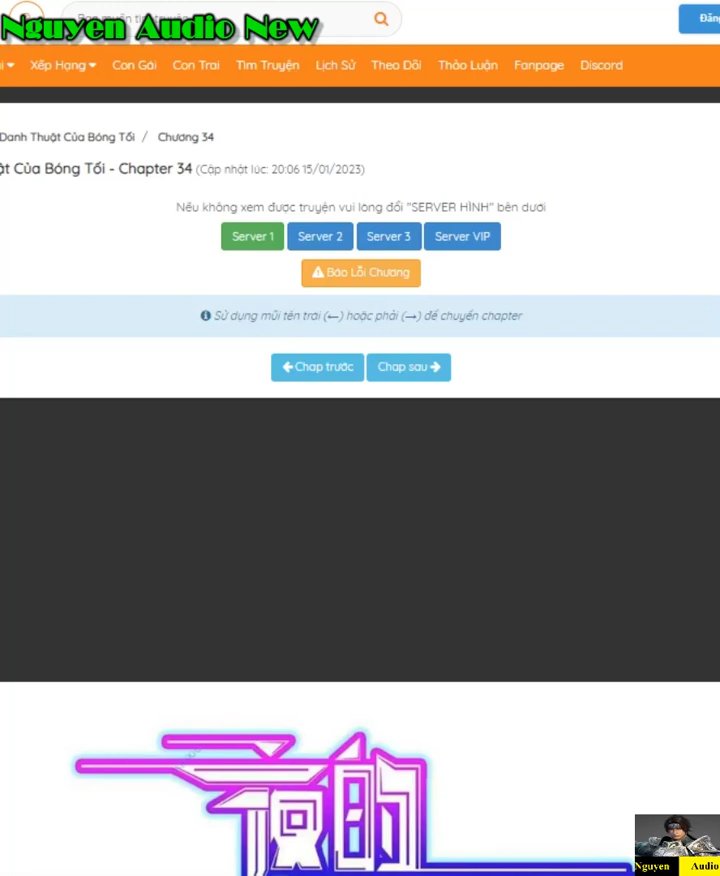 Nguyen Audio New
Đăng
Xếp Hạng
Con Gái
Con Trai
Tìm Truyện
Lịch Sử
Theo Dõi
Thảo Luận
Fanpage
Discord
Danh Thuật Của Bóng Tối / Chương 34
ật Của Bóng Tối - Chapter 34 (Cập nhật lúc: 20:06 15/01/2023)
Nếu không xem được truyện vui lòng đổi "SERVER HÌNH" bên dưới
Server 1
Server 2
Server 3
Server VIP
Báo Lỗi Chương
Sử dụng mũi tên trái (←) hoặc phải (→) để chuyển chapter
Chap trước
Chap sau
夜的
Nguyen Audio